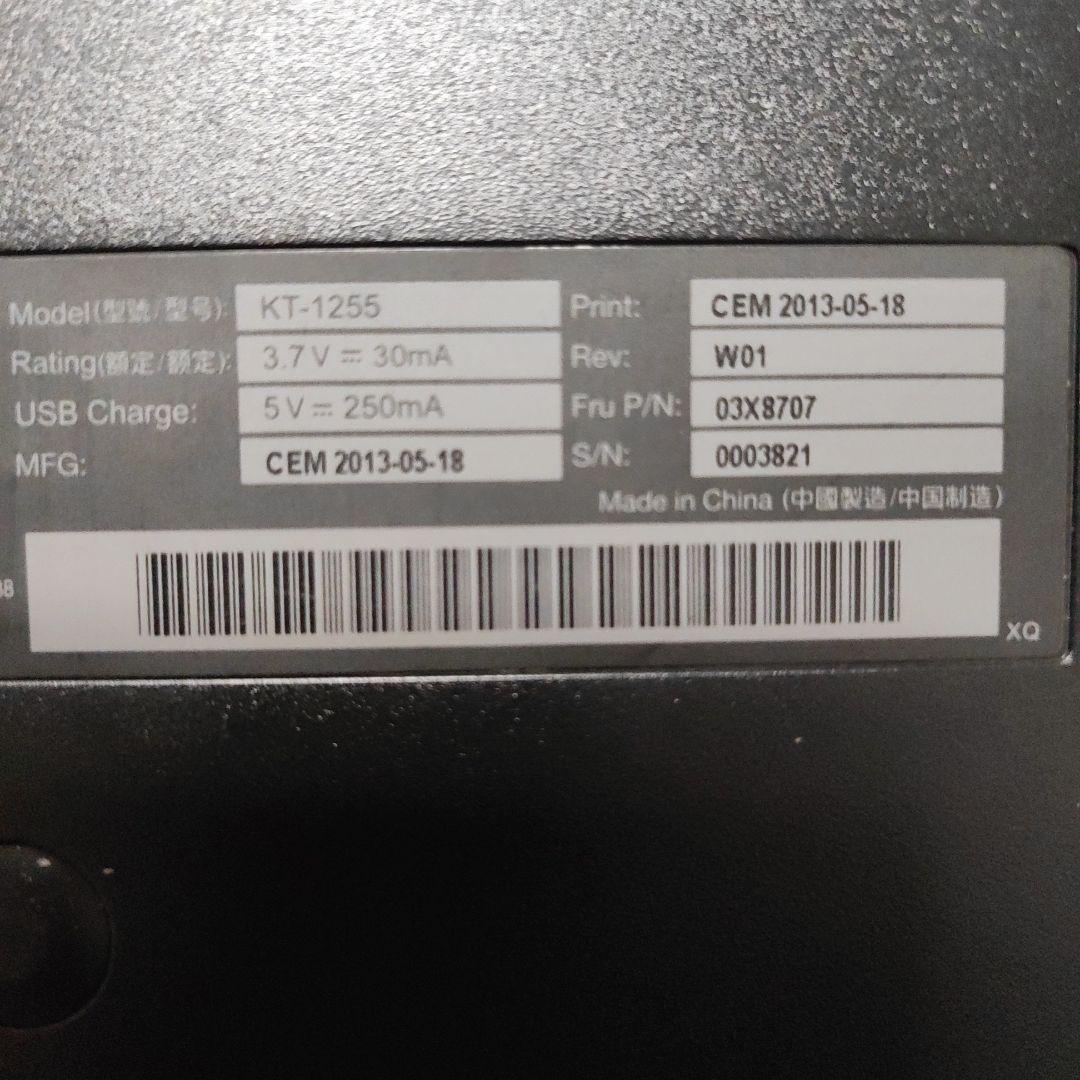 Model(型號/型号): KT-1255 Print: CEM 2013-05-18
Rating(額定/额定): 3.7V ⎓ 30mA Rev: W01
USB Charge: 5V ⎓ 250mA Fru P/N: 03X8707
MFG: CEM 2013-05-18 S/N: 0003821
Made in China (中國製造/中国制造)
XQ